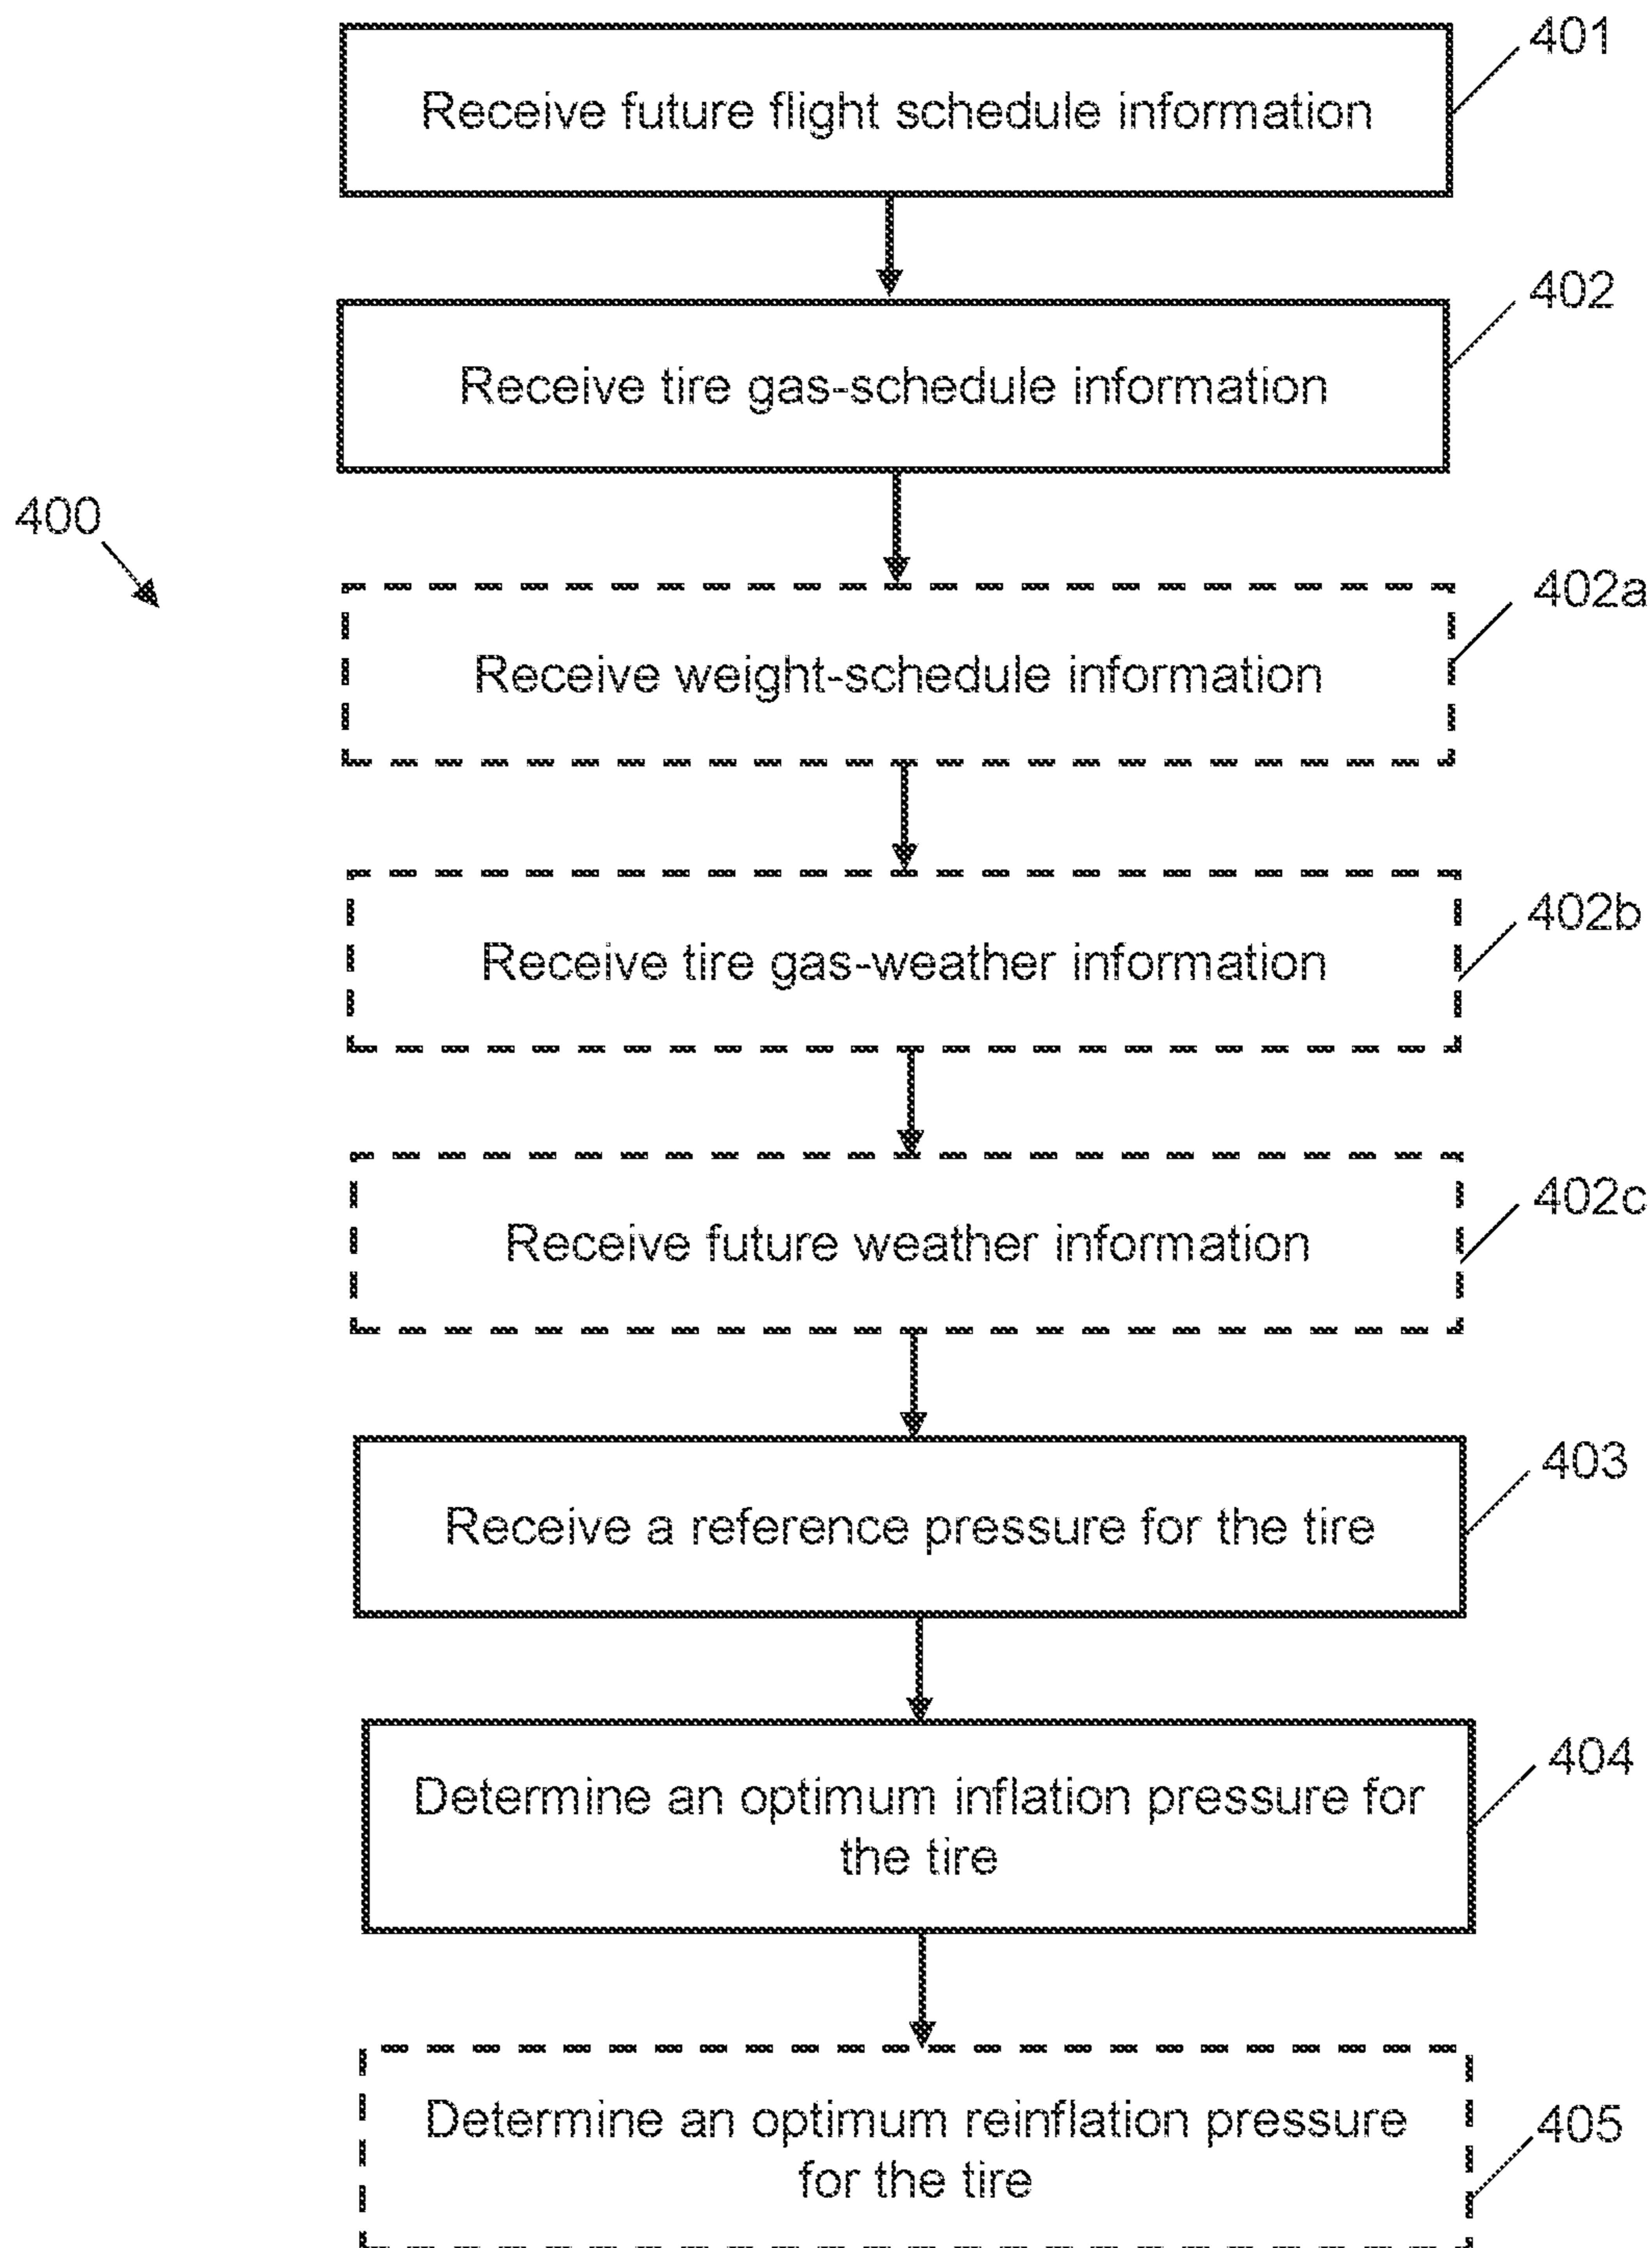 401
Receive future flight schedule information
402
Receive tire gas-schedule information
400
402a
Receive weight-schedule information
402b
Receive tire gas-weather information
402c
Receive future weather information
403
Receive a reference pressure for the tire
404
Determine an optimum inflation pressure for
the tire
405
Determine an optimum reinflation pressure
for the tire